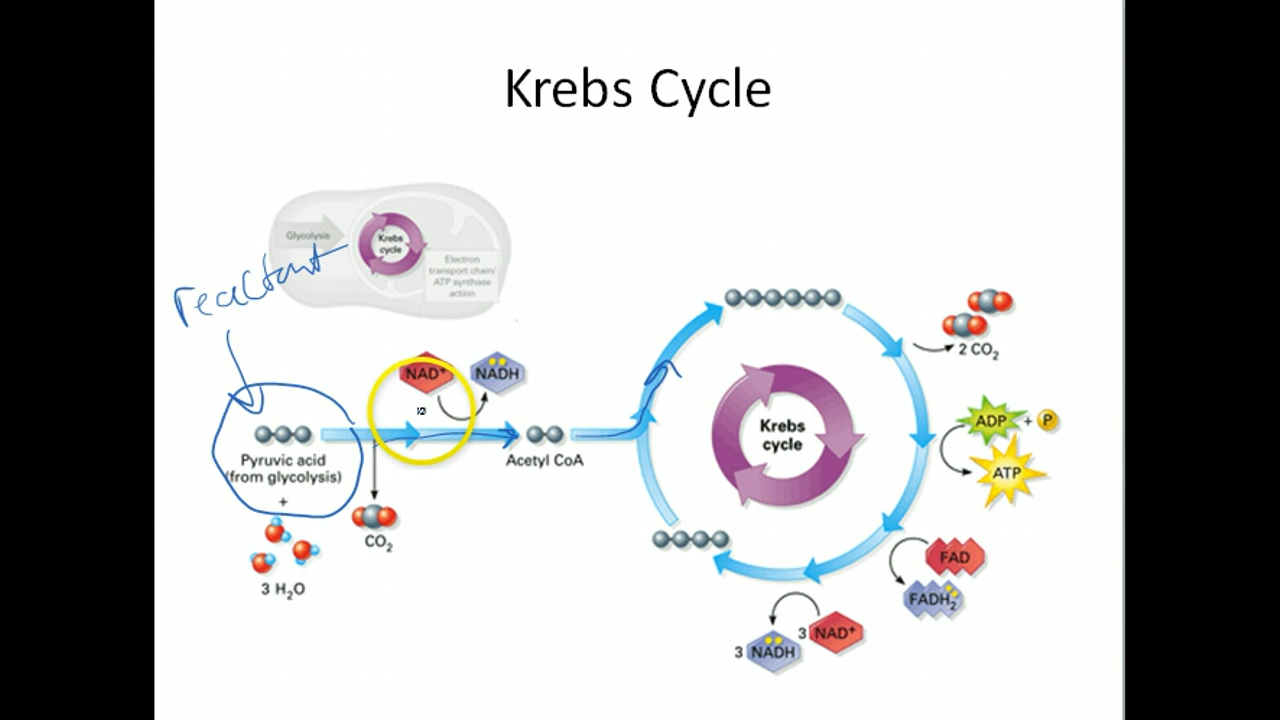 Krebs Cycle
Glycolysis
Krebs
cycle
Electron
transport chain/
ATP synthase
action
reactant
NAD⁺
NADH
Pyruvic acid
(from glycolysis)
+
3 H₂O
CO₂
Acetyl CoA
Krebs
cycle
2 CO₂
ADP + P
ATP
FAD
FADH₂
3 NAD⁺
3 NADH